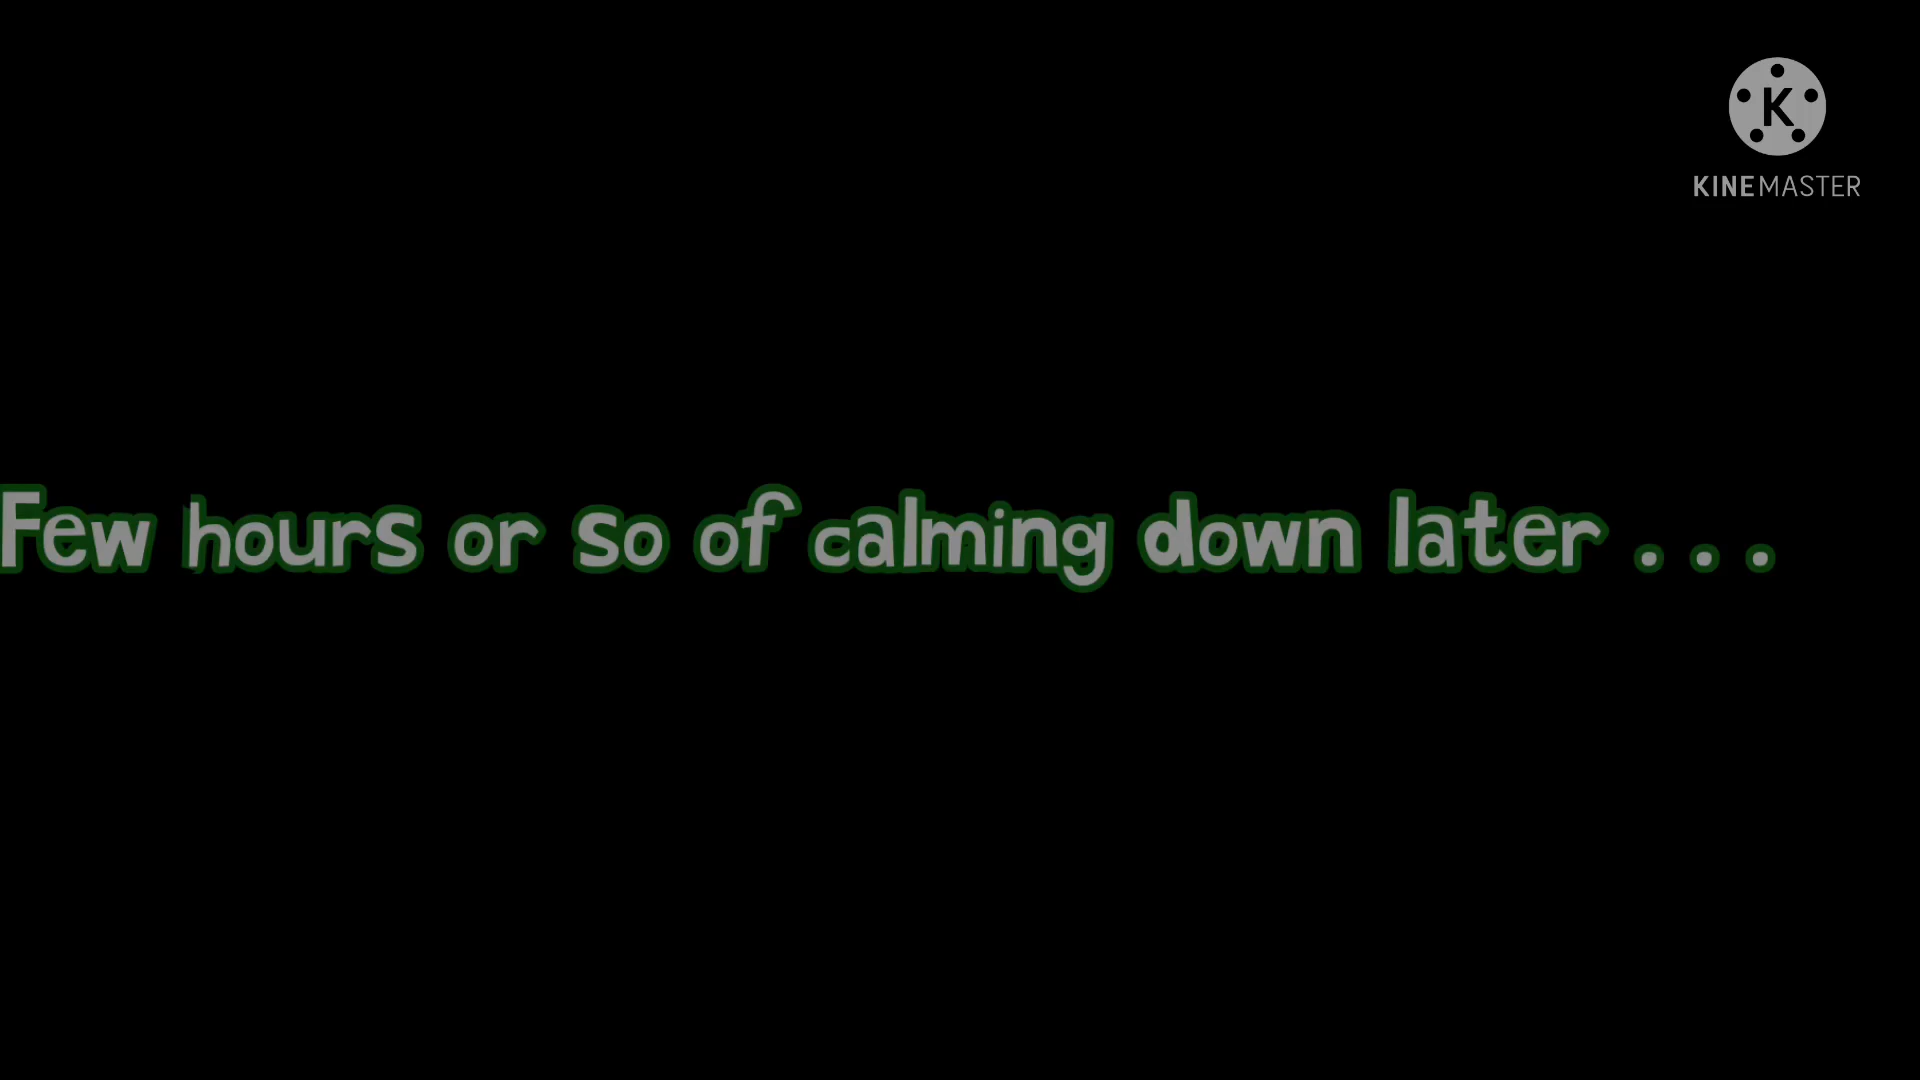 K
KINEMASTER
Few hours or so of calming down later . . .